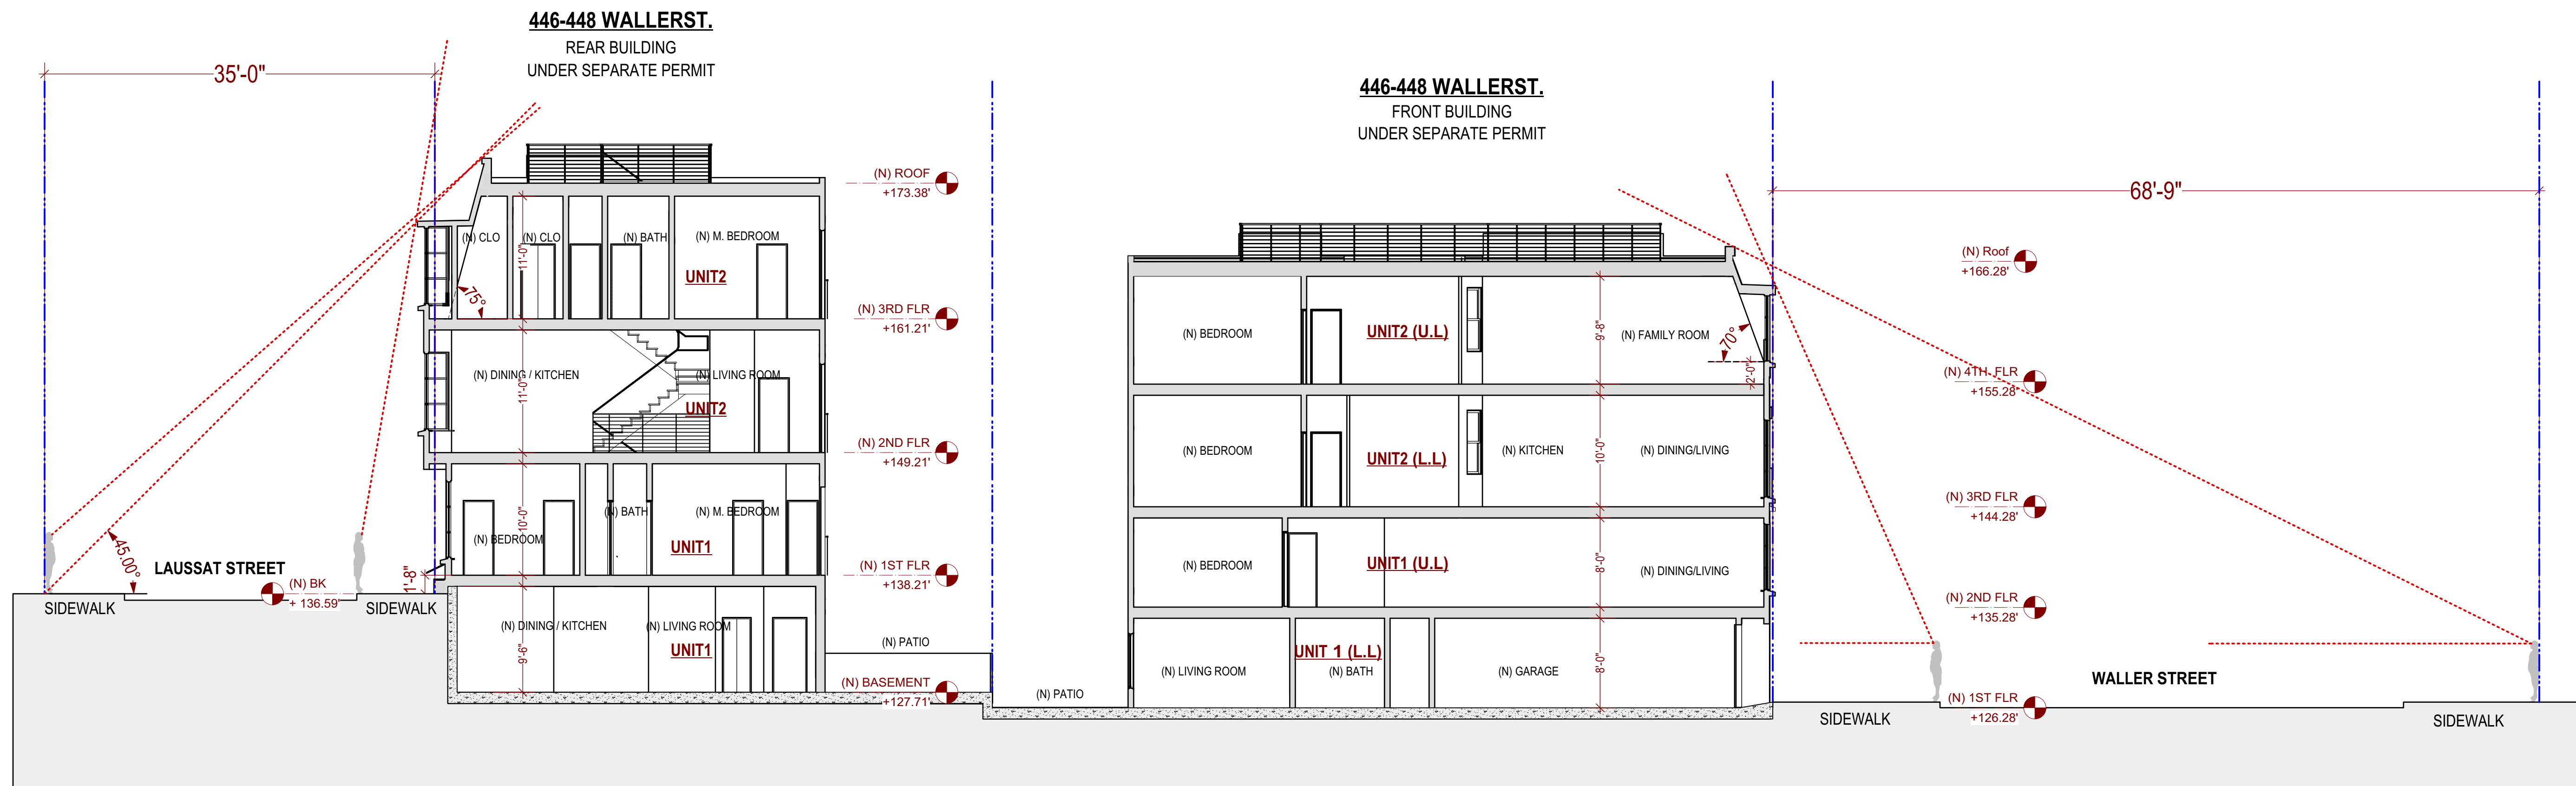 446-448 WALLERST.
REAR BUILDING
UNDER SEPARATE PERMIT
35'-0"
446-448 WALLERST.
FRONT BUILDING
UNDER SEPARATE PERMIT
68'-9"
(N) ROOF
+173.38'
(N) CLO
(N) CLO
(N) BATH
(N) M. BEDROOM
11'-0"
UNIT2
75°
(N) 3RD FLR
+161.21'
(N) DINING / KITCHEN
(N) LIVING ROOM
11'-0"
UNIT2
(N) 2ND FLR
+149.21'
(N) BATH
(N) M. BEDROOM
10'-0"
(N) BEDROOM
UNIT1
(N) 1ST FLR
+138.21'
45.00°
LAUSSAT STREET
1'-8"
(N) BK
+ 136.59'
SIDEWALK
SIDEWALK
(N) DINING / KITCHEN
(N) LIVING ROOM
9'-6"
UNIT1
(N) PATIO
(N) BASEMENT
+127.71'
(N) PATIO
(N) Roof
+166.28'
(N) BEDROOM
UNIT2 (U.L)
9'-8"
(N) FAMILY ROOM
70°
2'-0"
(N) 4TH. FLR
+155.28'
(N) BEDROOM
UNIT2 (L.L)
(N) KITCHEN
10'-0"
(N) DINING/LIVING
(N) 3RD FLR
+144.28'
(N) BEDROOM
UNIT1 (U.L)
8'-0"
(N) DINING/LIVING
(N) 2ND FLR
+135.28'
UNIT 1 (L.L)
(N) LIVING ROOM
(N) BATH
(N) GARAGE
8'-0"
WALLER STREET
(N) 1ST FLR
+126.28'
SIDEWALK
SIDEWALK